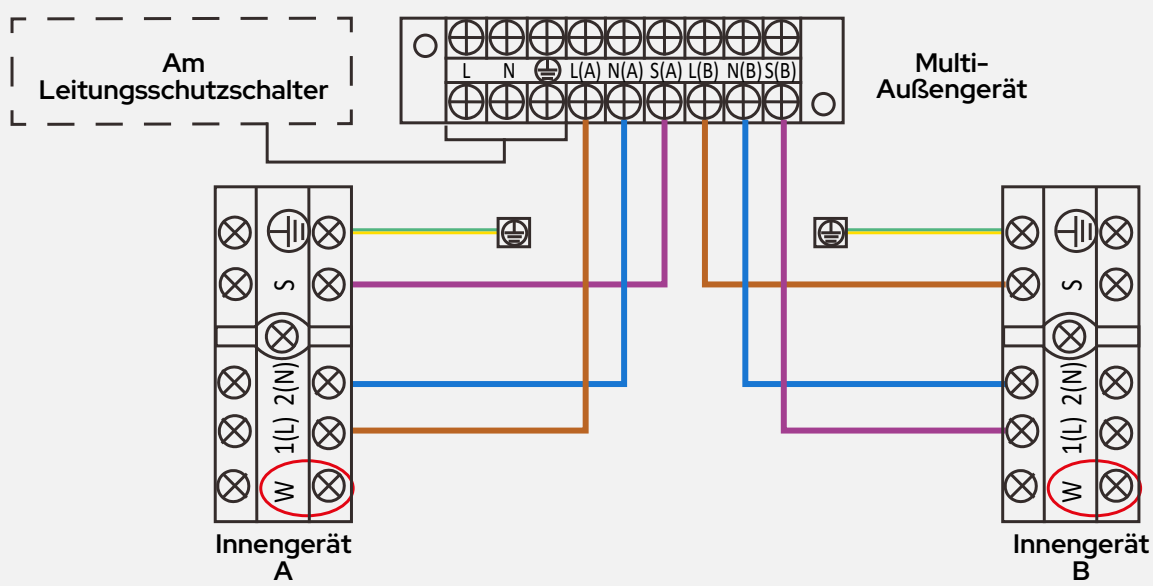 Am
Leitungsschutzschalter
L N L(A) N(A) S(A) L(B) N(B) S(B)
Multi-
Außengerät
S
2(N)
1(L)
W
Innengerät
A
S
2(N)
1(L)
W
Innengerät
B